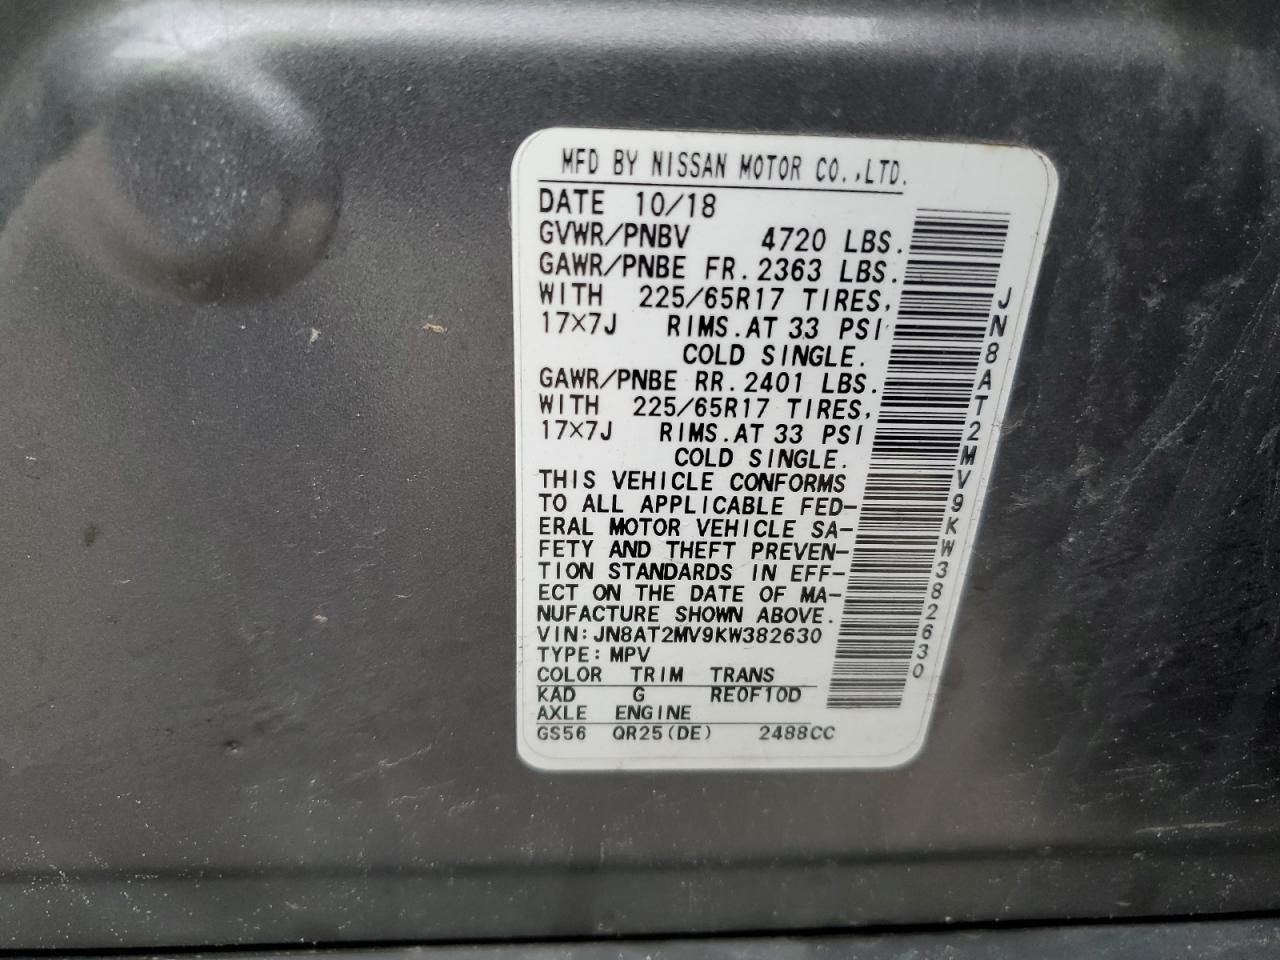 MFD BY NISSAN MOTOR CO.,LTD.
DATE 10/18
GVWR/PNBV 4720 LBS.
GAWR/PNBE FR. 2363 LBS.
WITH 225/65R17 TIRES,
17×7J RIMS.AT 33 PSI
COLD SINGLE.
GAWR/PNBE RR. 2401 LBS.
WITH 225/65R17 TIRES,
17×7J RIMS.AT 33 PSI
COLD SINGLE.
THIS VEHICLE CONFORMS
TO ALL APPLICABLE FED-
ERAL MOTOR VEHICLE SA-
FETY AND THEFT PREVEN-
TION STANDARDS IN EFF-
ECT ON THE DATE OF MA-
NUFACTURE SHOWN ABOVE.
VIN:JN8AT2MV9KW382630
TYPE:MPV
COLOR TRIM TRANS
KAD G RE0F10D
AXLE ENGINE
GS56 QR25(DE) 2488CC
JN8AT2MV9KW382630